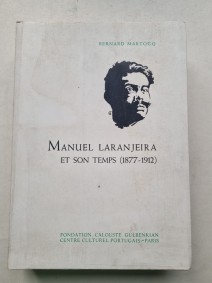 BERNARD MARTOCQ
MANUEL LARANJEIRA
ET SON TEMPS (1877-1912)
FONDATION CALOUSTE GULBENKIAN
CENTRE CULTUREL PORTUGAIS • PARIS